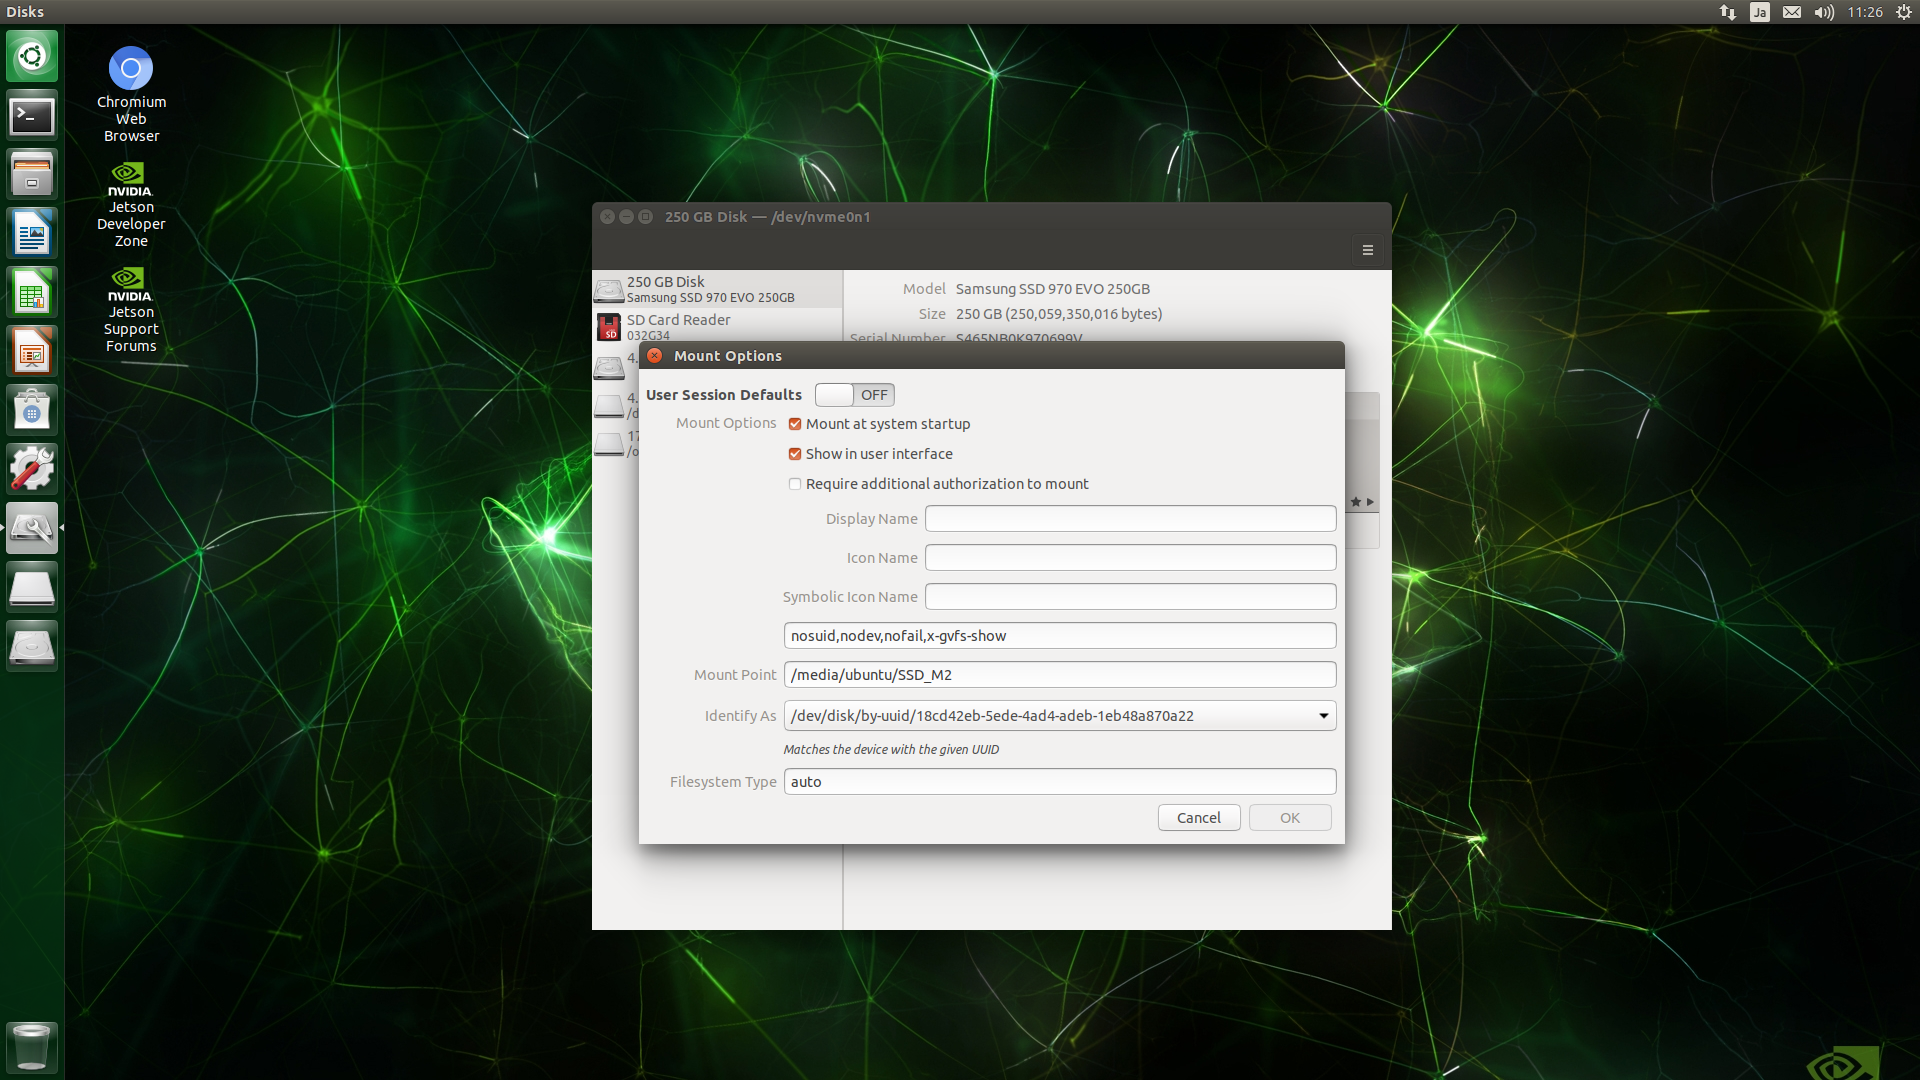 Disks
Ja
11:26
Chromium
Web
Browser
NVIDIA.
Jetson
Developer
Zone
NVIDIA.
Jetson
Support
Forums
250 GB Disk — /dev/nvme0n1
250 GB Disk
Samsung SSD 970 EVO 250GB
SD Card Reader
032G34
4.
4.
/d
17
/o
Model Samsung SSD 970 EVO 250GB
Size 250 GB (250,059,350,016 bytes)
Serial Number S465NB0K970699V
Mount Options
User Session Defaults OFF
Mount Options Mount at system startup
Show in user interface
Require additional authorization to mount
Display Name
Icon Name
Symbolic Icon Name
nosuid,nodev,nofail,x-gvfs-show
Mount Point /media/ubuntu/SSD_M2
Identify As /dev/disk/by-uuid/18cd42eb-5ede-4ad4-adeb-1eb48a870a22
Matches the device with the given UUID
Filesystem Type auto
Cancel OK